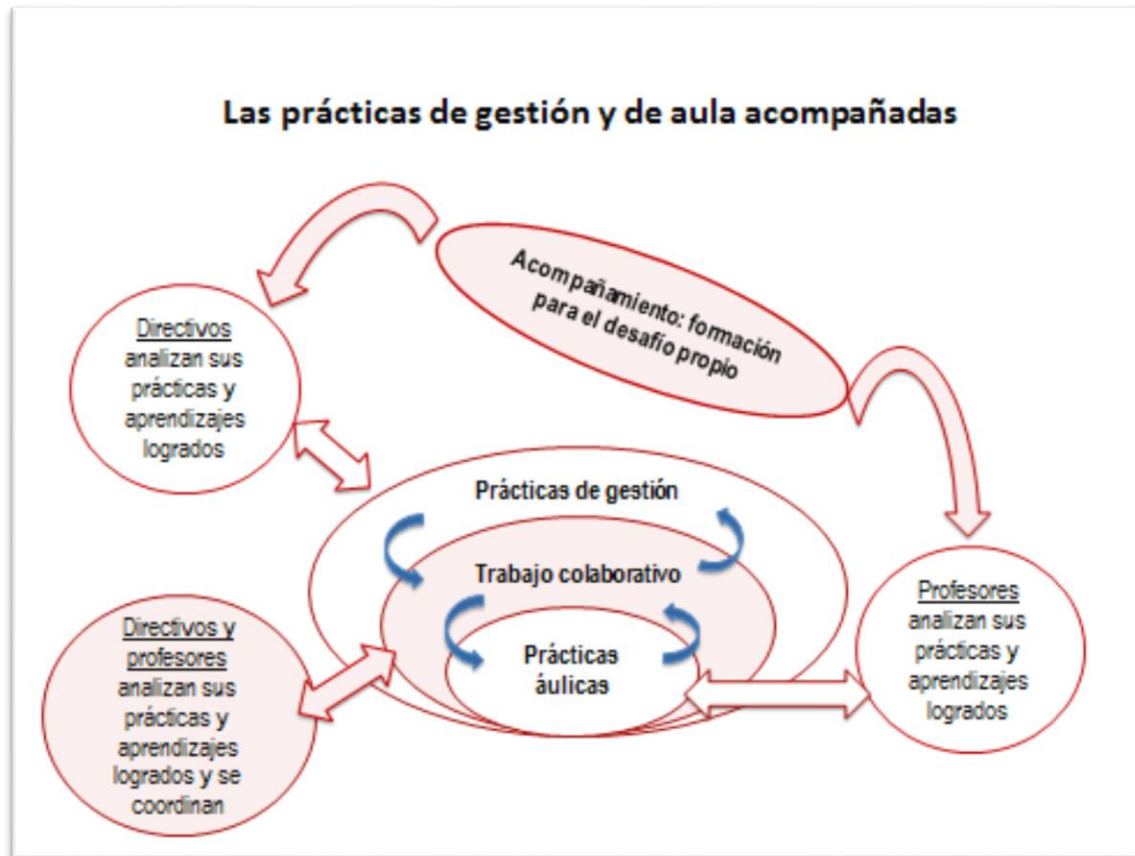 Las prácticas de gestión y de aula acompañadas
Acompañamiento: formación
para el desafío propio
Directivos
analizan sus
prácticas y
aprendizajes
logrados
Prácticas de gestión
Trabajo colaborativo
Prácticas
áulicas
Directivos y
profesores
analizan sus
prácticas y
aprendizajes
logrados y se
coordinan
Profesores
analizan sus
prácticas y
aprendizajes
logrados